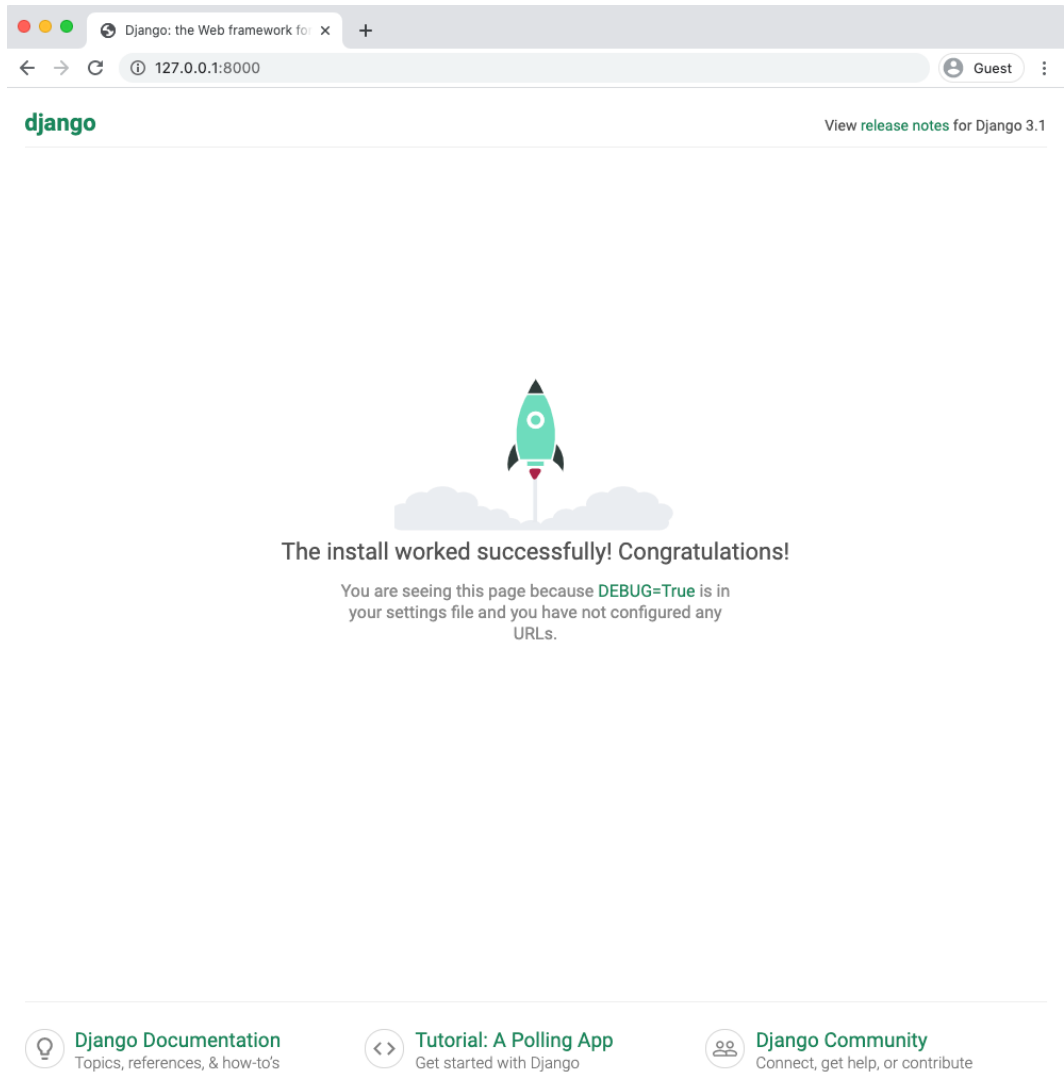 Django: the Web framework for
127.0.0.1:8000
Guest
django
View release notes for Django 3.1
The install worked successfully! Congratulations!
You are seeing this page because DEBUG=True is in
your settings file and you have not configured any
URLs.
Django Documentation
Topics, references, & how-to's
Tutorial: A Polling App
Get started with Django
Django Community
Connect, get help, or contribute